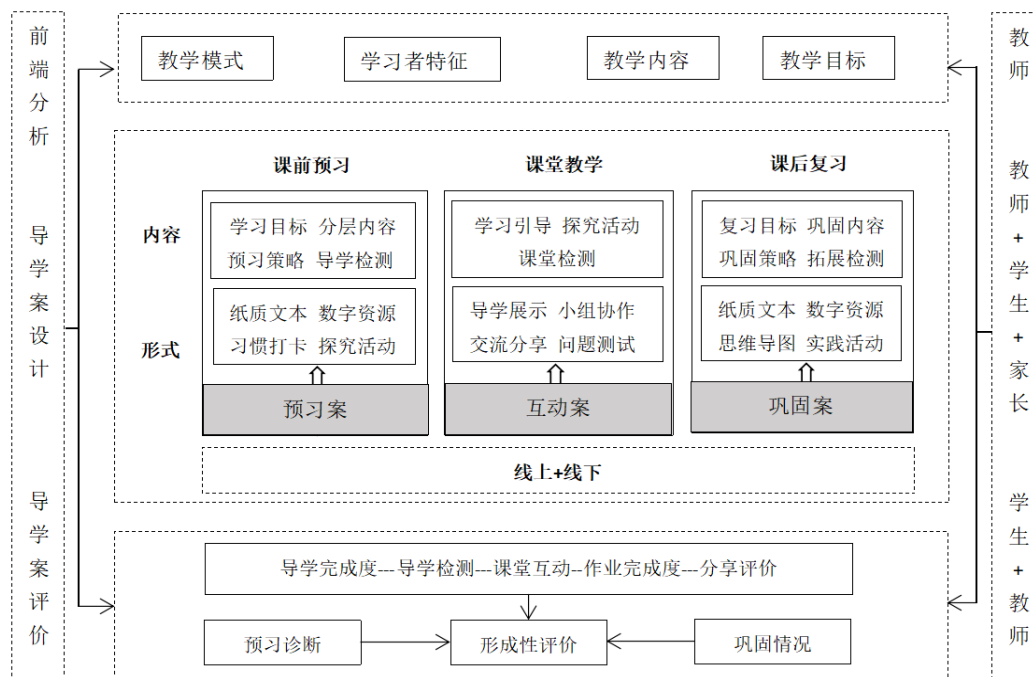 前端分析
导学案设计
导学案评价
教学模式
学习者特征
教学内容
教学目标
课前预习
课堂教学
课后复习
内容
学习目标 分层内容
预习策略 导学检测
学习引导 探究活动
课堂检测
复习目标 巩固内容
巩固策略 拓展检测
形式
纸质文本 数字资源
习惯打卡 探究活动
导学展示 小组协作
交流分享 问题测试
纸质文本 数字资源
思维导图 实践活动
预习案
互动案
巩固案
线上+线下
导学完成度---导学检测---课堂互动--作业完成度---分享评价
预习诊断
形成性评价
巩固情况
教师
教师+学生+家长
学生+教师